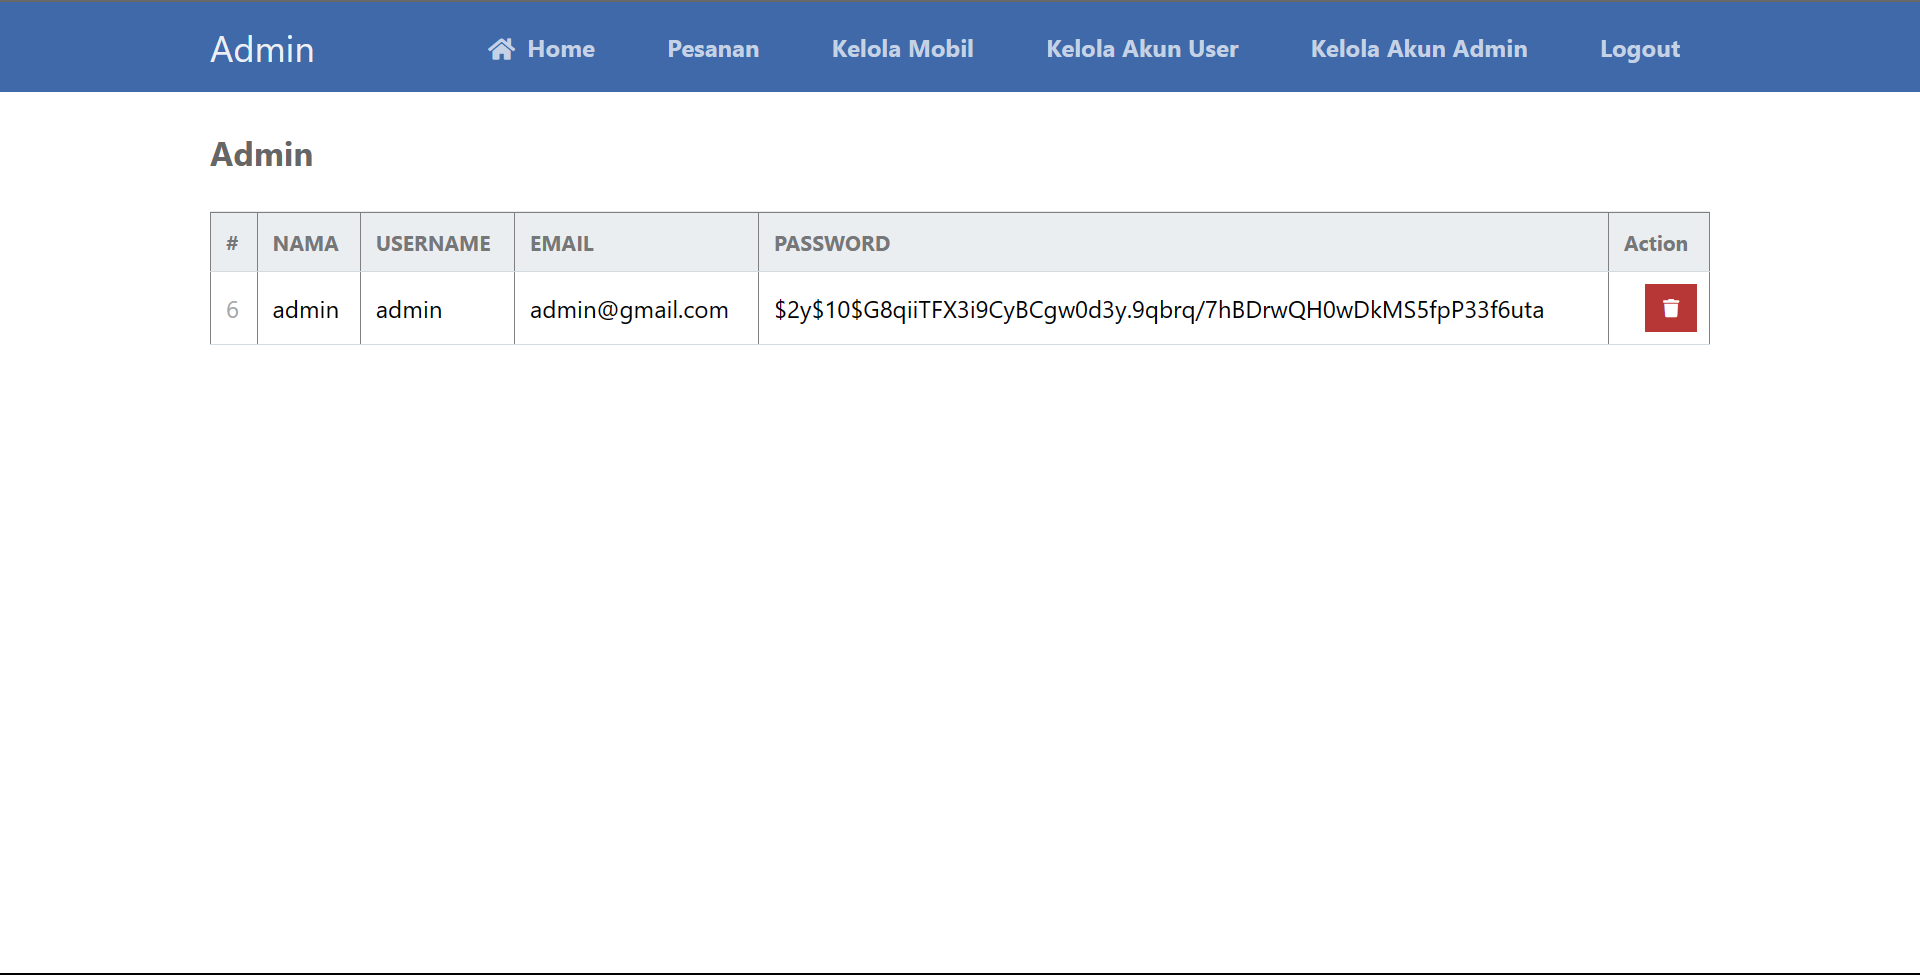 Admin Home Pesanan Kelola Mobil Kelola Akun User Kelola Akun Admin Logout
Admin
# NAMA USERNAME EMAIL PASSWORD Action
6 admin admin admin@gmail.com $2y$10$G8qiiTFX3i9CyBCgw0d3y.9qbrq/7hBDrwQH0wDkMS5fpP33f6uta